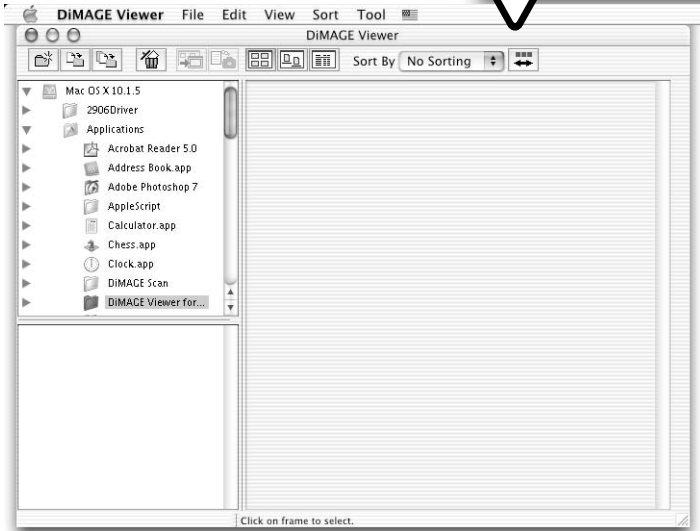 DiMAGE Viewer File Edit View Sort Tool
DiMAGE Viewer
Sort By No Sorting
Mac OS X 10.1.5
2906Driver
Applications
Acrobat Reader 5.0
Address Book.app
Adobe Photoshop 7
AppleScript
Calculator.app
Chess.app
Clock.app
DiMAGE Scan
DiMAGE Viewer for...
Click on frame to select.